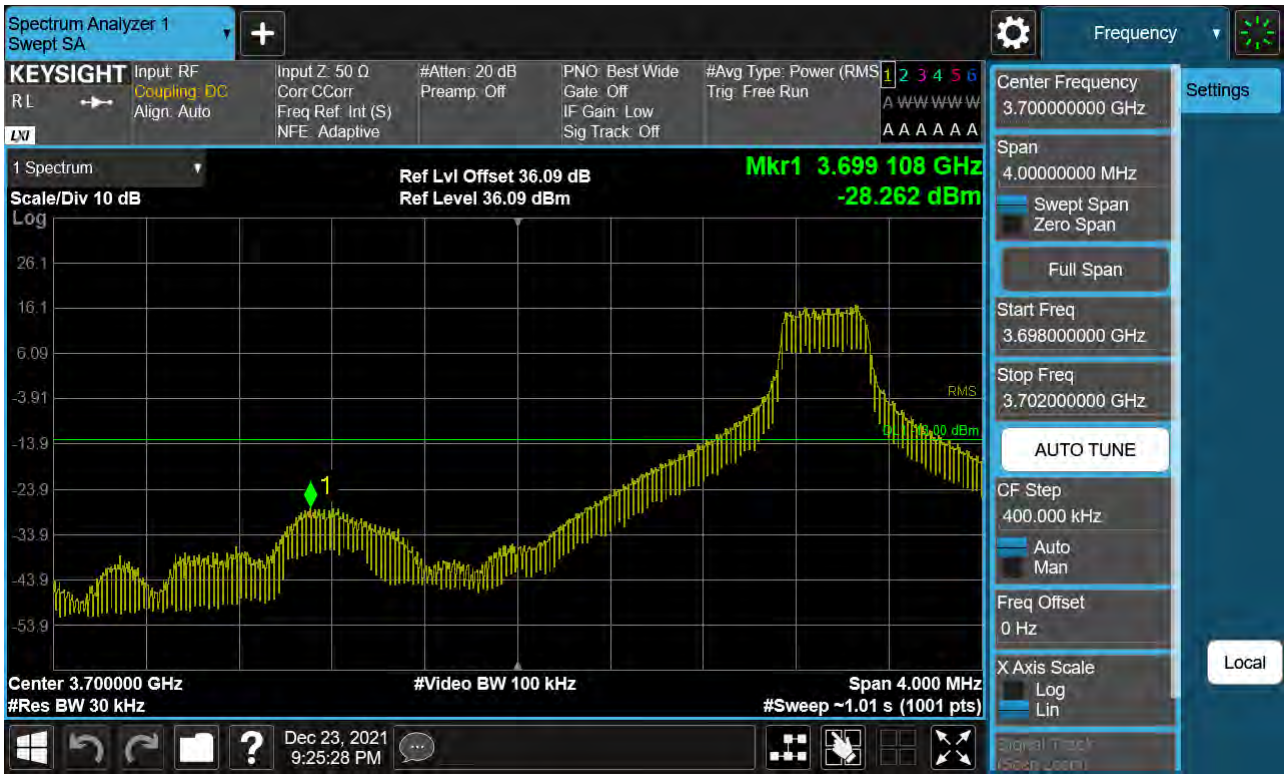 Spectrum Analyzer 1
Swept SA
+
Frequency
KEYSIGHT
RL
LXI
Input: RF
Coupling: DC
Align: Auto
Input Z: 50 Ω
Corr CCorr
Freq Ref: Int (S)
NFE: Adaptive
#Atten: 20 dB
Preamp: Off
PNO: Best Wide
Gate: Off
IF Gain: Low
Sig Track: Off
#Avg Type: Power (RMS
Trig: Free Run
1 2 3 4 5 6
A W W W W W
A A A A A A
1 Spectrum
Scale/Div 10 dB
Log
Ref Lvl Offset 36.09 dB
Ref Level 36.09 dBm
Mkr1 3.699 108 GHz
-28.262 dBm
26.1
16.1
6.09
-3.91
-13.9
-23.9
-33.9
-43.9
-53.9
RMS
DL1 -13.00 dBm
1
Center 3.700000 GHz
#Res BW 30 kHz
#Video BW 100 kHz
Span 4.000 MHz
#Sweep ~1.01 s (1001 pts)
Center Frequency
3.700000000 GHz
Settings
Span
4.00000000 MHz
Swept Span
Zero Span
Full Span
Start Freq
3.698000000 GHz
Stop Freq
3.702000000 GHz
AUTO TUNE
CF Step
400.000 kHz
Auto
Man
Freq Offset
0 Hz
X Axis Scale
Log
Lin
Local
Signal Track
(Span Zoom)
?
Dec 23, 2021
9:25:28 PM